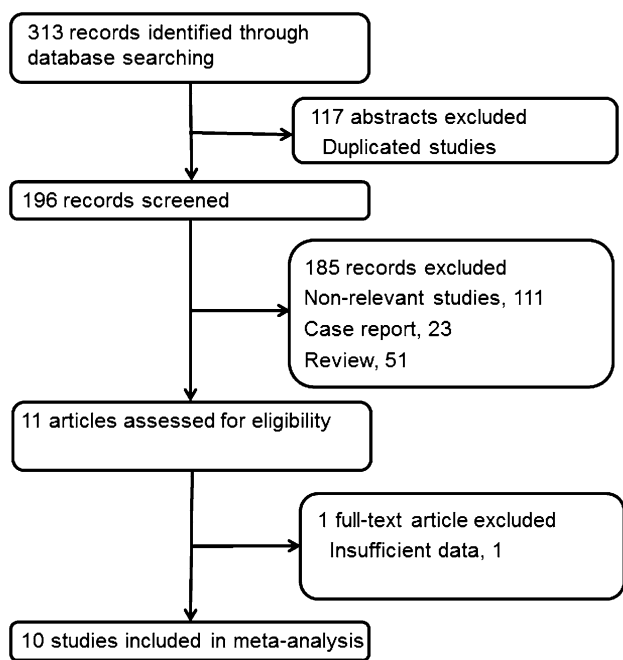 313 records identified through
database searching
117 abstracts excluded
Duplicated studies
196 records screened
185 records excluded
Non-relevant studies, 111
Case report, 23
Review, 51
11 articles assessed for eligibility
1 full-text article excluded
Insufficient data, 1
10 studies included in meta-analysis